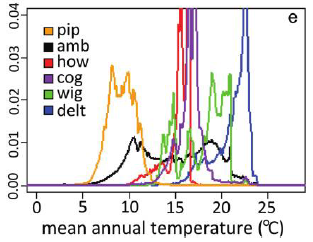 e
0.04
0.03
0.02
0.01
0.00
pip
amb
how
cog
wig
delt
0 5 10 15 20 25
mean annual temperature (°C)